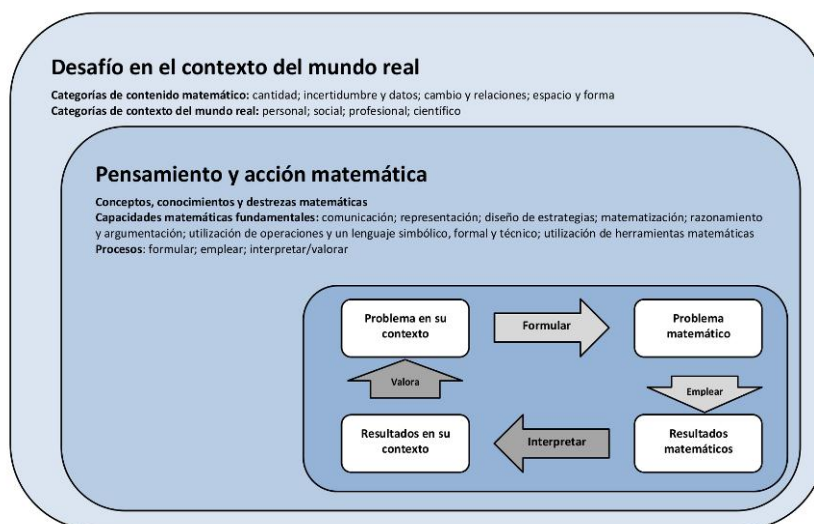 Desafío en el contexto del mundo real
Categorías de contenido matemático: cantidad; incertidumbre y datos; cambio y relaciones; espacio y forma
Categorías de contexto del mundo real: personal; social; profesional; científico
Pensamiento y acción matemática
Conceptos, conocimientos y destrezas matemáticas
Capacidades matemáticas fundamentales: comunicación; representación; diseño de estrategias; matematización; razonamiento
y argumentación; utilización de operaciones y un lenguaje simbólico, formal y técnico; utilización de herramientas matemáticas
Procesos: formular; emplear; interpretar/valorar
Problema en su
contexto
Formular
Problema
matemático
Valora
Emplear
Resultados en su
contexto
Interpretar
Resultados
matemáticos